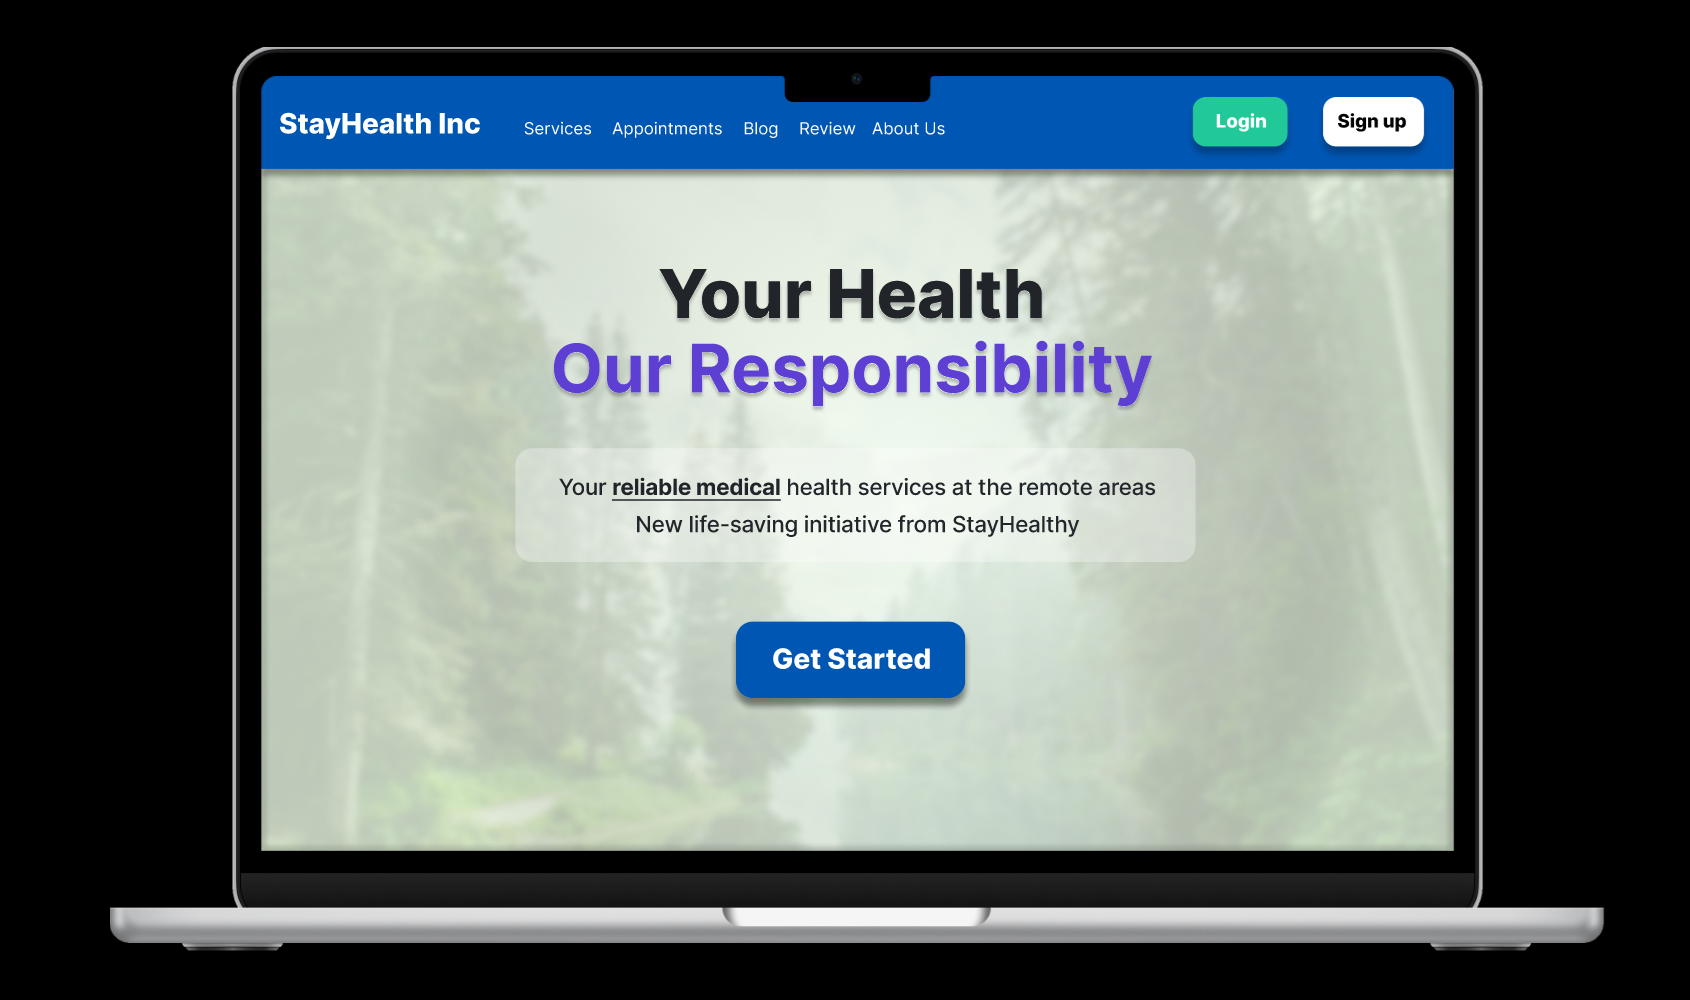 StayHealth Inc
Services Appointments Blog Review About Us
Login
Sign up
Your Health
Our Responsibility
Your reliable medical health services at the remote areas
New life-saving initiative from StayHealthy
Get Started